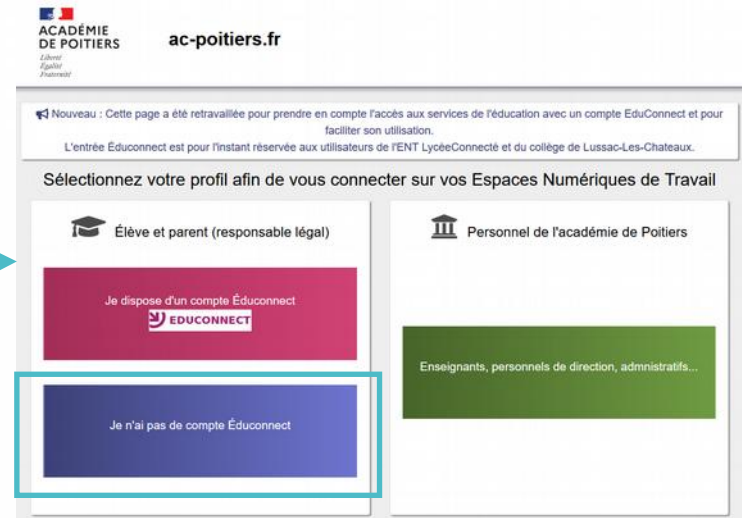 ACADÉMIE
DE POITIERS
Liberté
Égalité
Fraternité
ac-poitiers.fr
Nouveau : Cette page a été retravaillée pour prendre en compte l'accès aux services de l'éducation avec un compte EduConnect et pour
faciliter son utilisation.
L'entrée Éduconnect est pour l'instant réservée aux utilisateurs de l'ENT LycéeConnecté et du collège de Lussac-Les-Chateaux.
Sélectionnez votre profil afin de vous connecter sur vos Espaces Numériques de Travail
Élève et parent (responsable légal)
Je dispose d'un compte Éduconnect
EDUCONNECT
Je n'ai pas de compte Éduconnect
Personnel de l'académie de Poitiers
Enseignants, personnels de direction, admnistratifs...